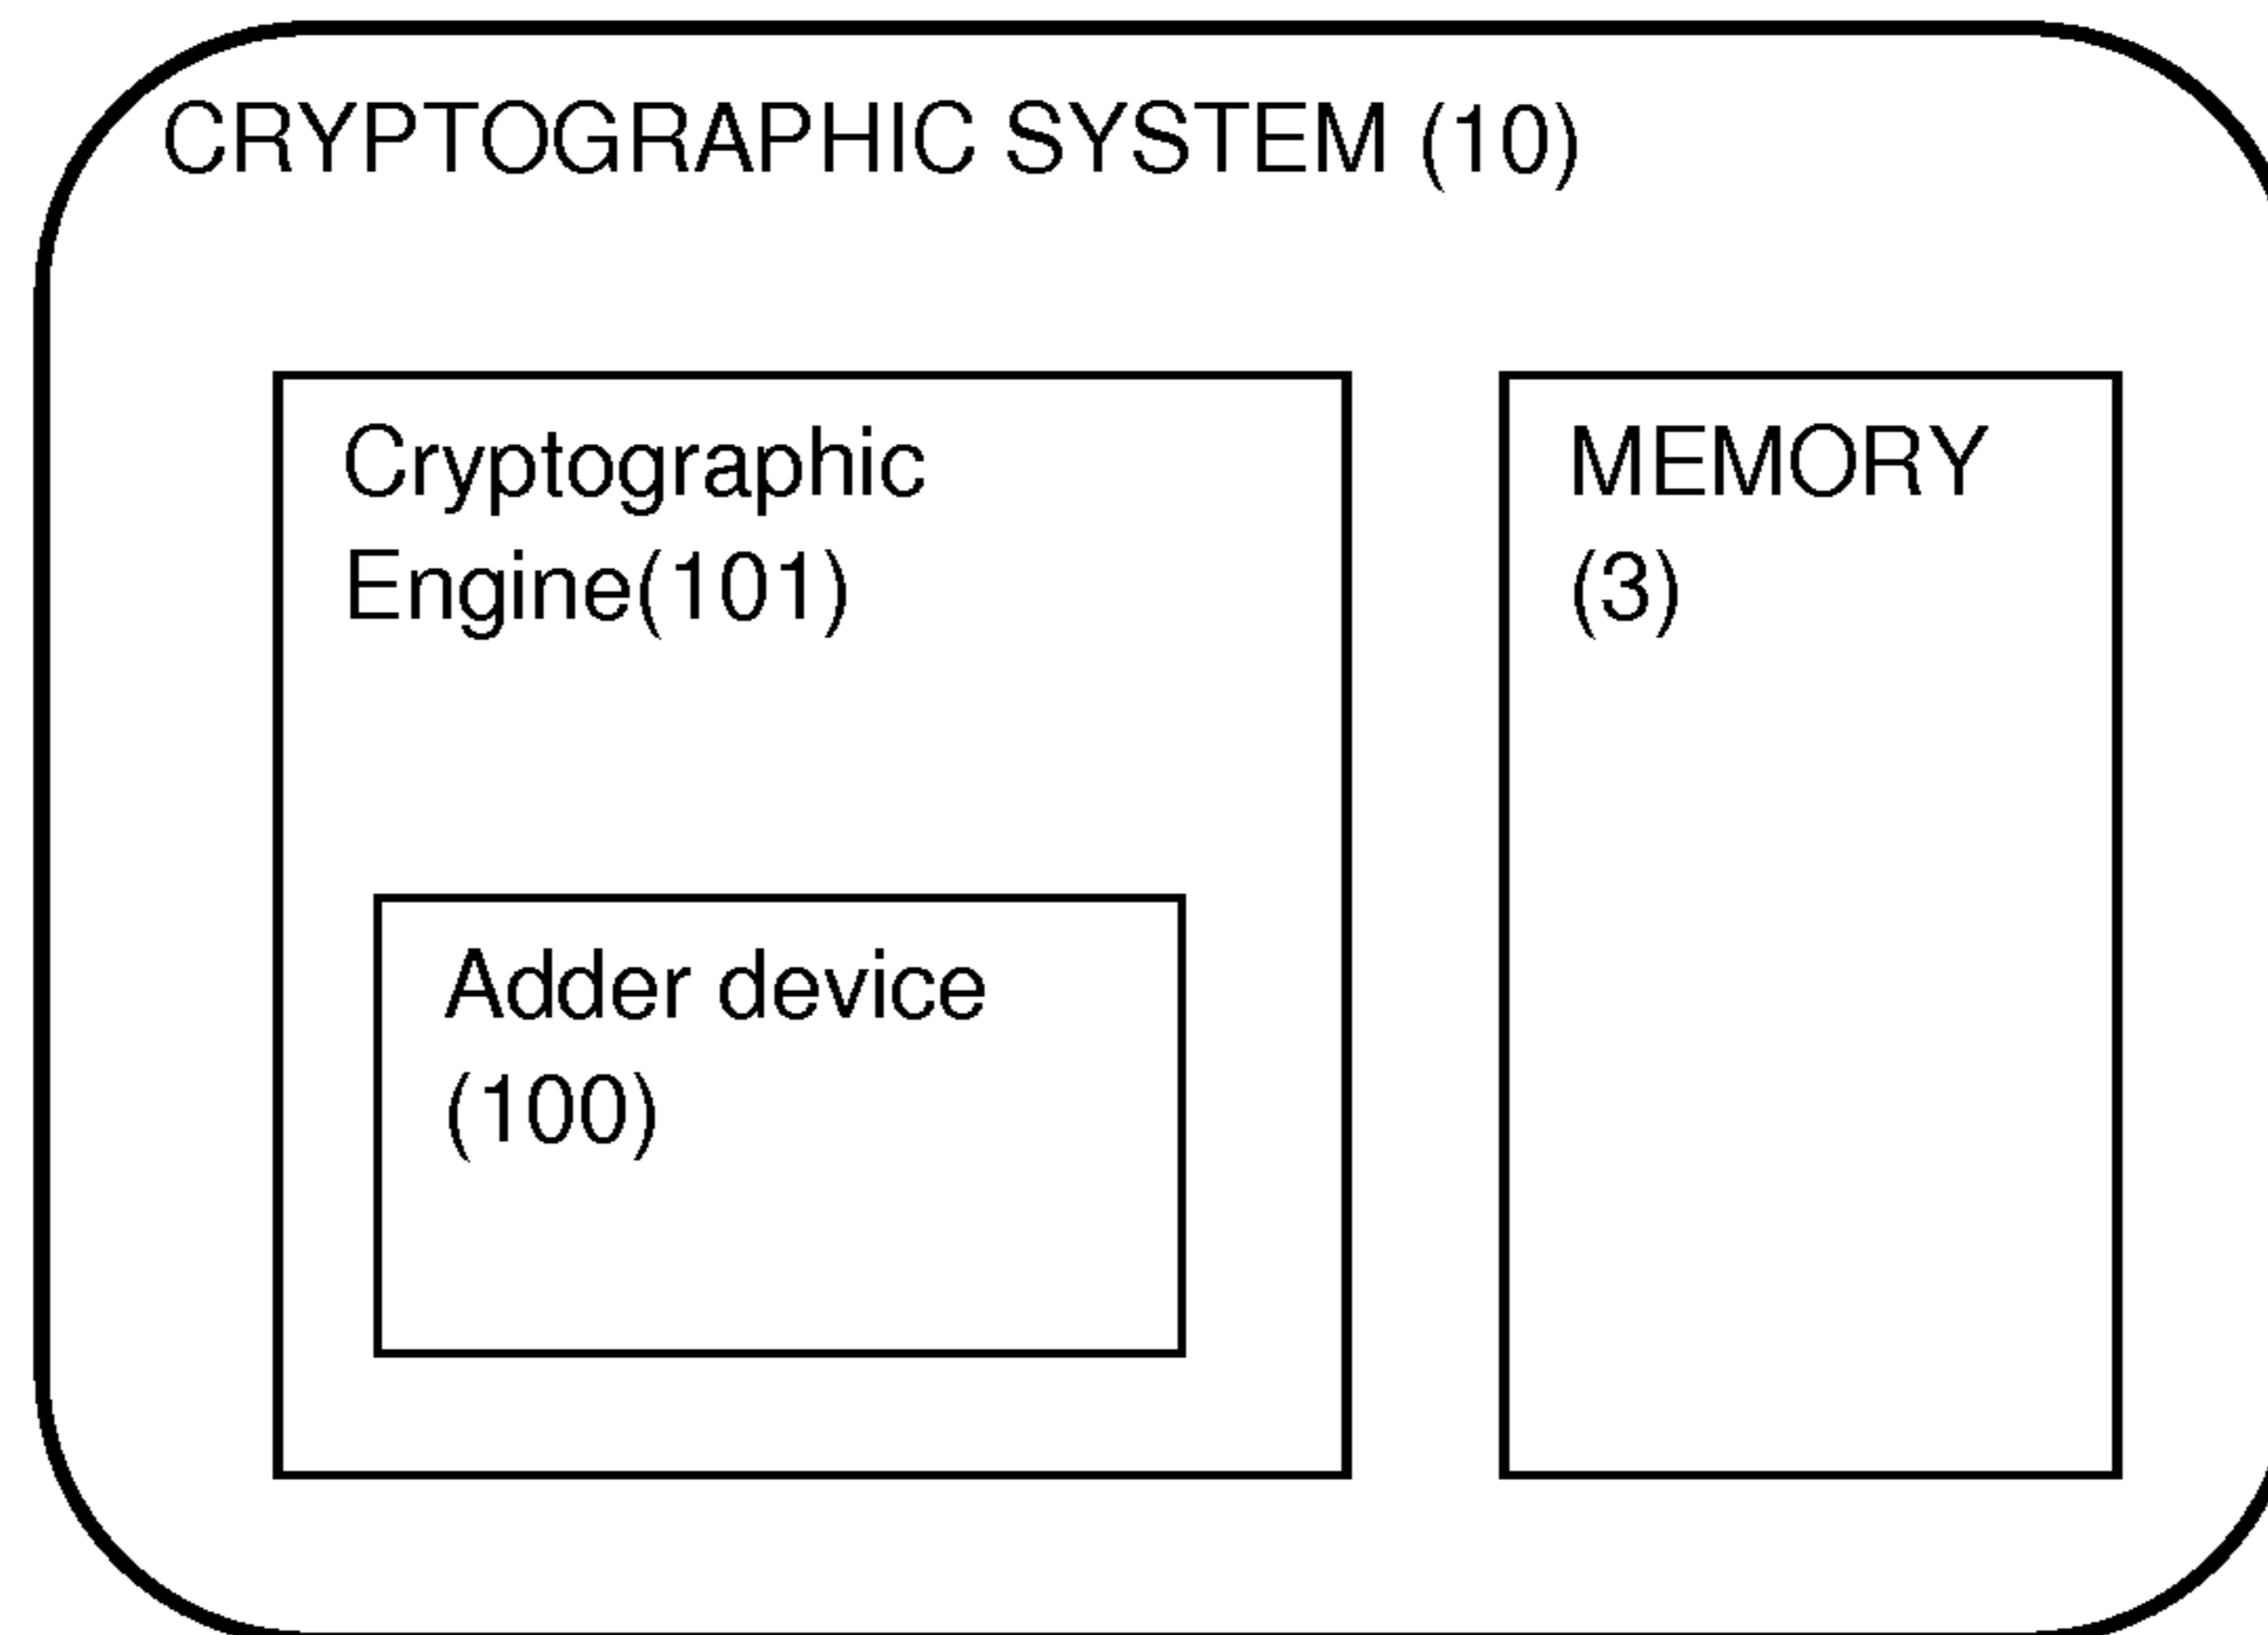 CRYPTOGRAPHIC SYSTEM (10)
Cryptographic
Engine(101)
MEMORY
(3)
Adder device
(100)